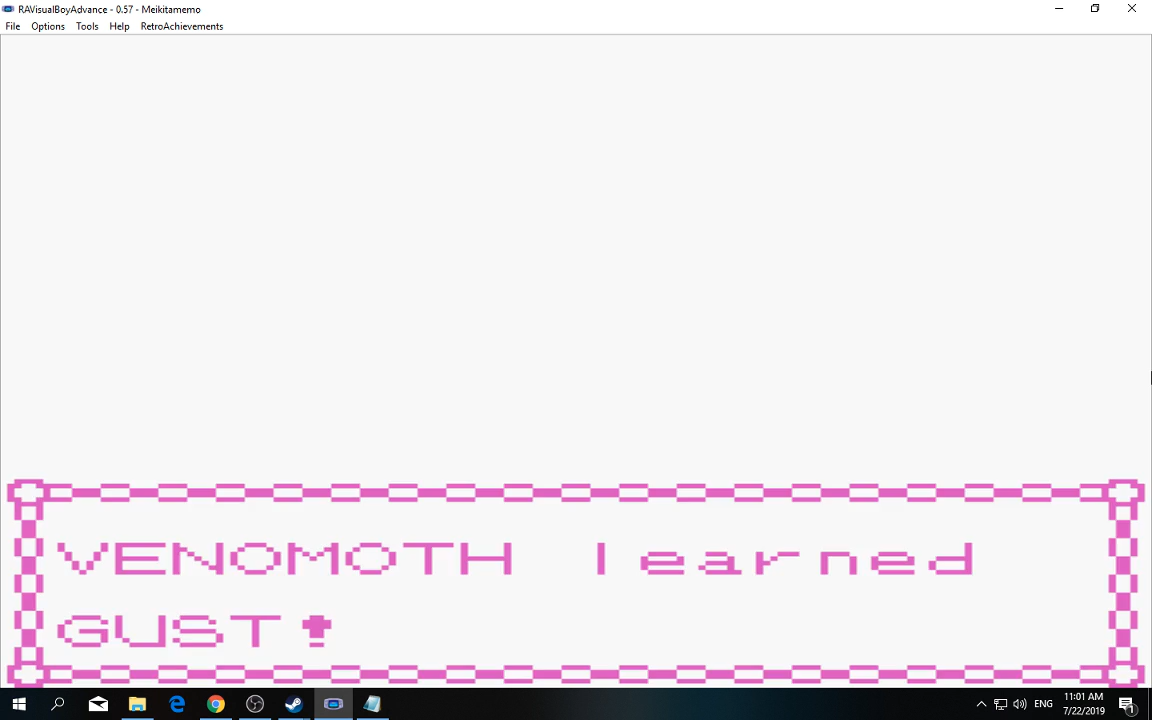 RAVisualBoyAdvance - 0.57 - Meikitamemo
File Options Tools Help RetroAchievements
VENOMOTH learned
GUST!
ENG
11:01 AM
7/22/2019
1